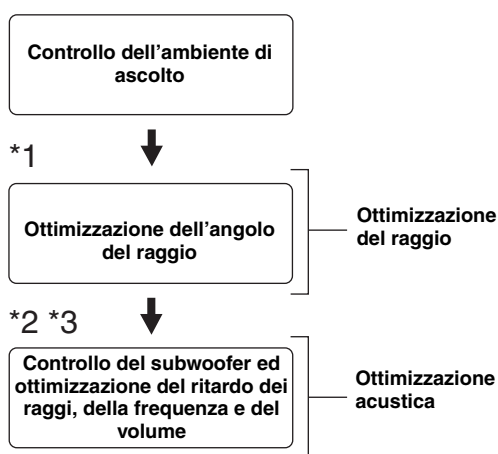 Controllo dell'ambiente di
ascolto
*1
Ottimizzazione dell'angolo
del raggio
Ottimizzazione
del raggio
*2 *3
Controllo del subwoofer ed
ottimizzazione del ritardo dei
raggi, della frequenza e del
volume
Ottimizzazione
acustica